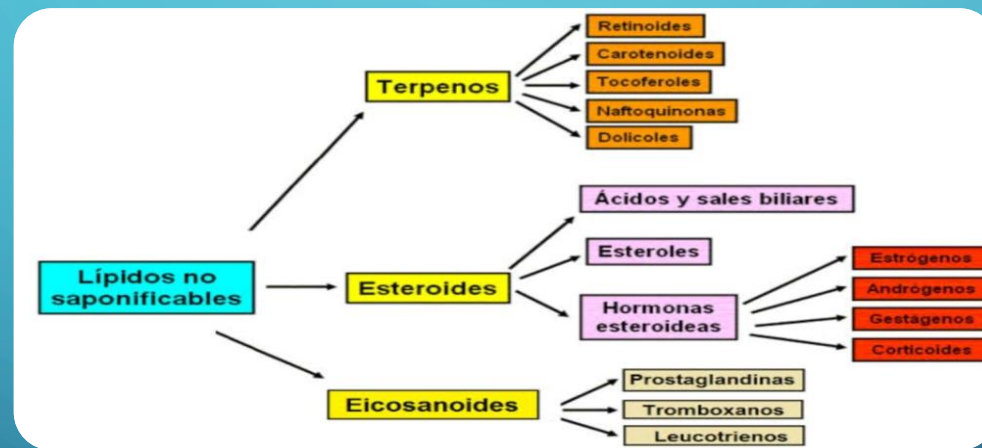 Lípidos no
saponificables
Terpenos
Retinoides
Carotenoides
Tocoferoles
Naftoquinonas
Dolicoles
Esteroides
Ácidos y sales biliares
Esteroles
Hormonas
esteroideas
Estrógenos
Andrógenos
Gestágenos
Corticoides
Eicosanoides
Prostaglandinas
Tromboxanos
Leucotrienos